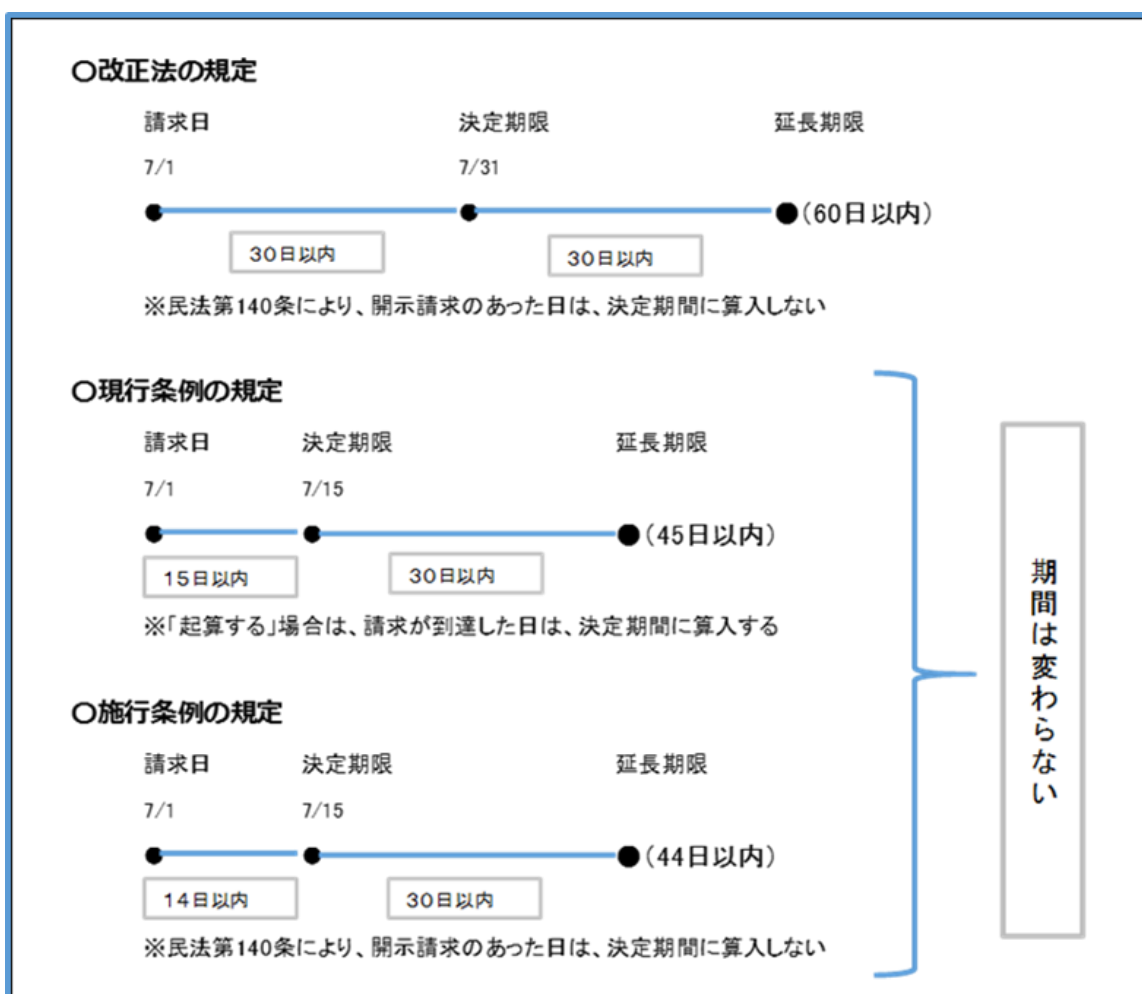 〇改正法の規定
請求日 決定期限 延長期限
7/1 7/31
(60日以内)
30日以内 30日以内
※民法第140条により、開示請求のあった日は、決定期間に算入しない
〇現行条例の規定
請求日 決定期限 延長期限
7/1 7/15
(45日以内)
15日以内 30日以内
※「起算する」場合は、請求が到達した日は、決定期間に算入する
〇施行条例の規定
請求日 決定期限 延長期限
7/1 7/15
(44日以内)
14日以内 30日以内
※民法第140条により、開示請求のあった日は、決定期間に算入しない
期間は変わらない